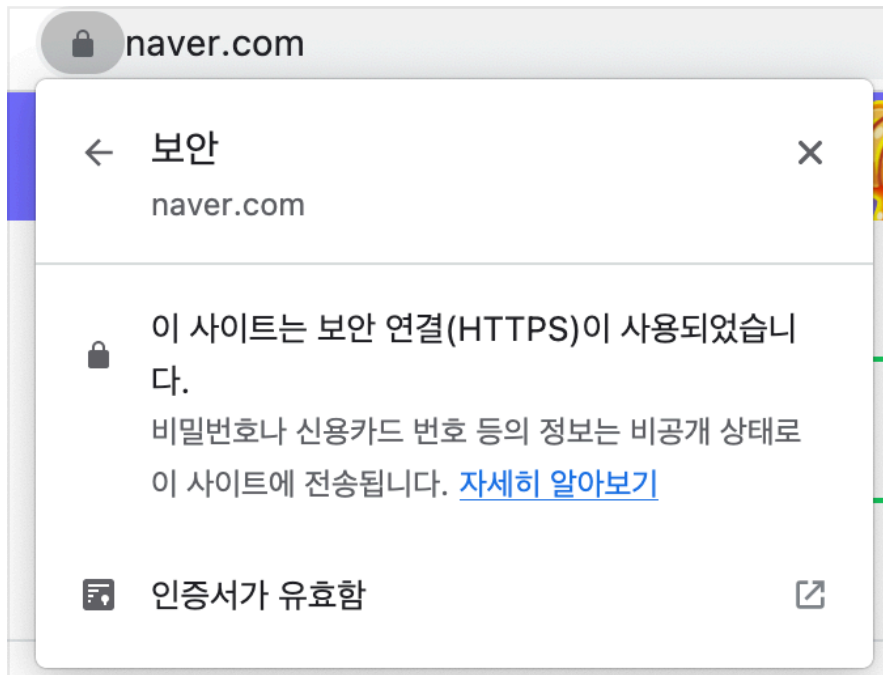 naver.com
보안
naver.com
이 사이트는 보안 연결(HTTPS)이 사용되었습니
다.
비밀번호나 신용카드 번호 등의 정보는 비공개 상태로
이 사이트에 전송됩니다. 자세히 알아보기
인증서가 유효함